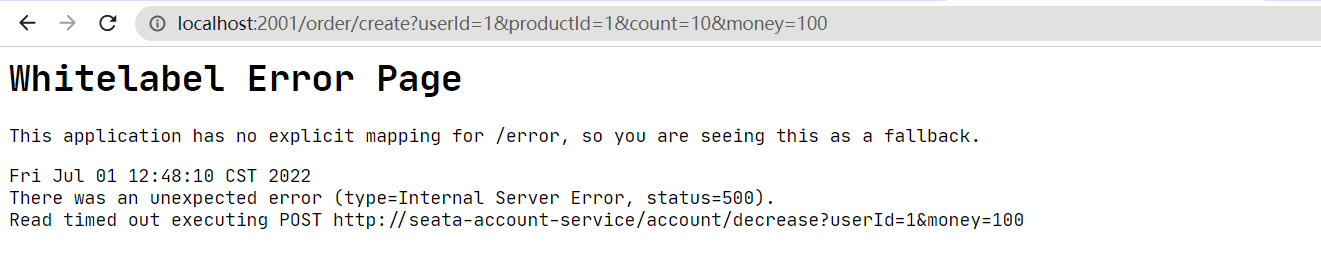 localhost:2001/order/create?userId=1&productId=1&count=10&money=100
Whitelabel Error Page
This application has no explicit mapping for /error, so you are seeing this as a fallback.
Fri Jul 01 12:48:10 CST 2022
There was an unexpected error (type=Internal Server Error, status=500).
Read timed out executing POST http://seata-account-service/account/decrease?userId=1&money=100